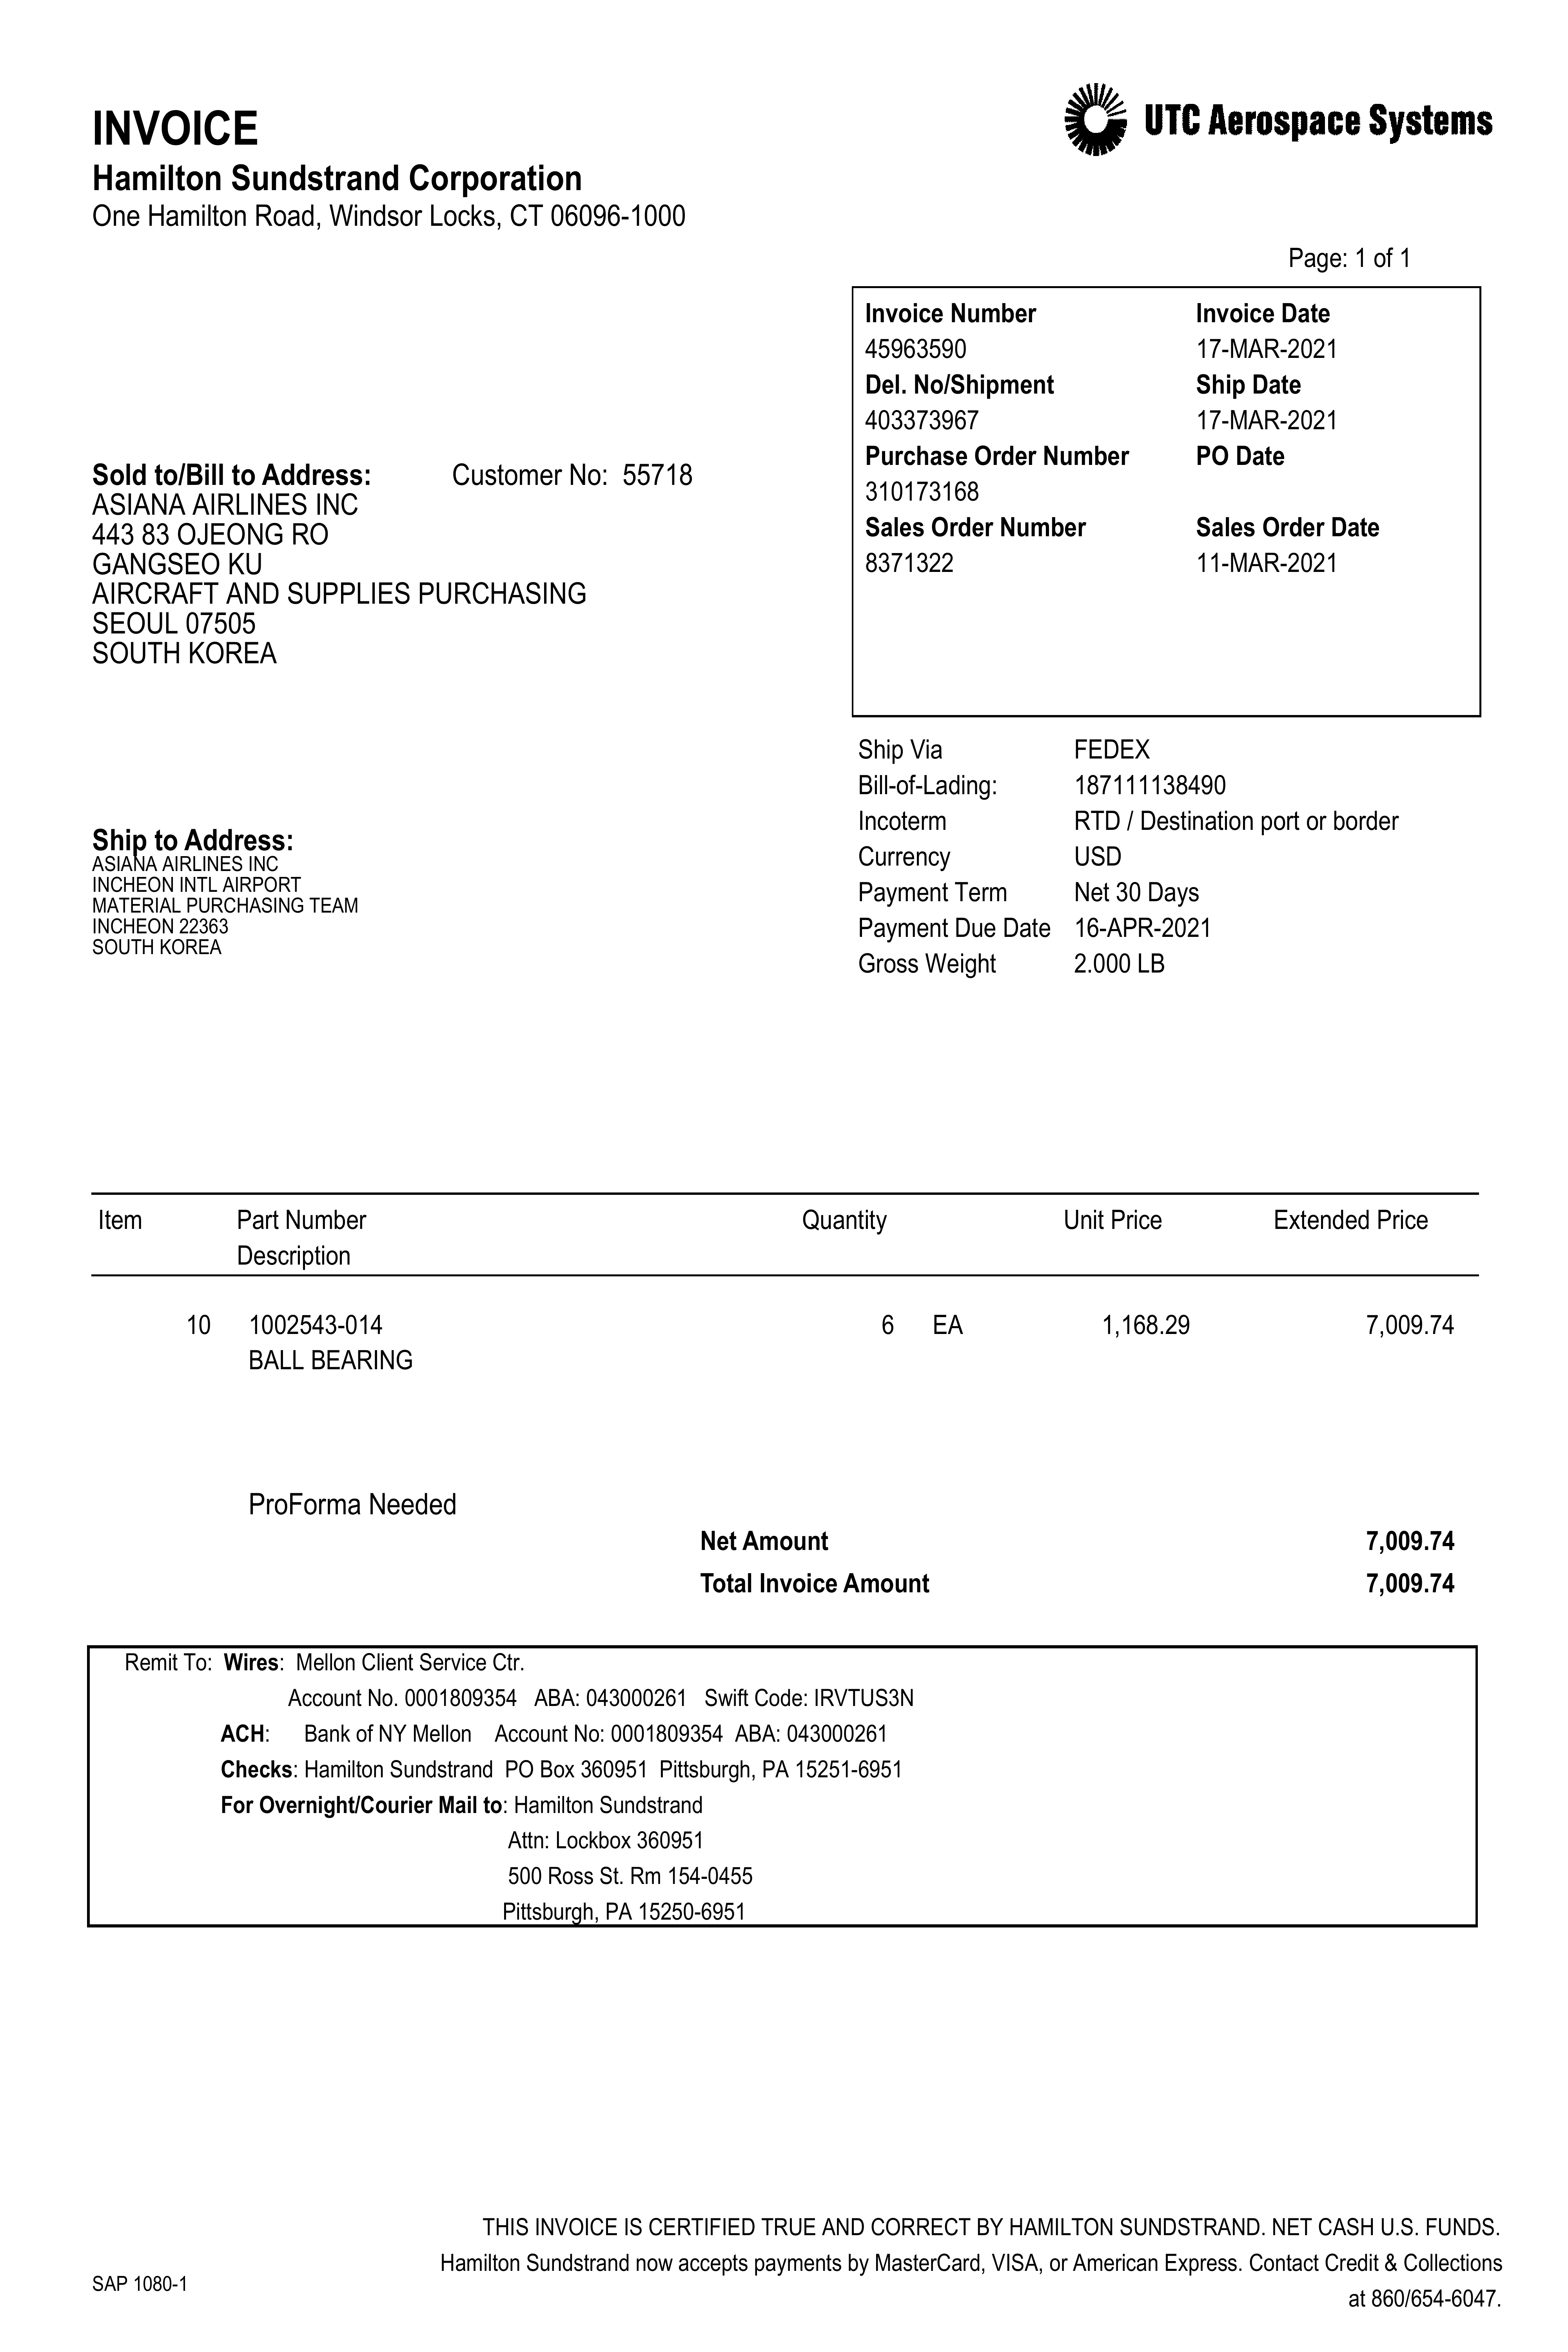 INVOICE
UTC Aerospace Systems
Hamilton Sundstrand Corporation
One Hamilton Road, Windsor Locks, CT 06096-1000
Page: 1 of 1
Invoice Number Invoice Date
45963590 17-MAR-2021
Del. No/Shipment Ship Date
403373967 17-MAR-2021
Purchase Order Number PO Date
310173168
Sales Order Number Sales Order Date
8371322 11-MAR-2021
Sold to/Bill to Address: Customer No: 55718
ASIANA AIRLINES INC
443 83 OJEONG RO
GANGSEO KU
AIRCRAFT AND SUPPLIES PURCHASING
SEOUL 07505
SOUTH KOREA
Ship Via FEDEX
Bill-of-Lading: 187111138490
Incoterm RTD / Destination port or border
Currency USD
Payment Term Net 30 Days
Payment Due Date 16-APR-2021
Gross Weight 2.000 LB
Ship to Address:
ASIANA AIRLINES INC
INCHEON INTL AIRPORT
MATERIAL PURCHASING TEAM
INCHEON 22363
SOUTH KOREA
Item Part Number Quantity Unit Price Extended Price
Description
10 1002543-014 6 EA 1,168.29 7,009.74
BALL BEARING
ProForma Needed
Net Amount 7,009.74
Total Invoice Amount 7,009.74
Remit To: Wires: Mellon Client Service Ctr.
Account No. 0001809354 ABA: 043000261 Swift Code: IRVTUS3N
ACH: Bank of NY Mellon Account No: 0001809354 ABA: 043000261
Checks: Hamilton Sundstrand PO Box 360951 Pittsburgh, PA 15251-6951
For Overnight/Courier Mail to: Hamilton Sundstrand
Attn: Lockbox 360951
500 Ross St. Rm 154-0455
Pittsburgh, PA 15250-6951
THIS INVOICE IS CERTIFIED TRUE AND CORRECT BY HAMILTON SUNDSTRAND. NET CASH U.S. FUNDS.
Hamilton Sundstrand now accepts payments by MasterCard, VISA, or American Express. Contact Credit & Collections
at 860/654-6047.
SAP 1080-1